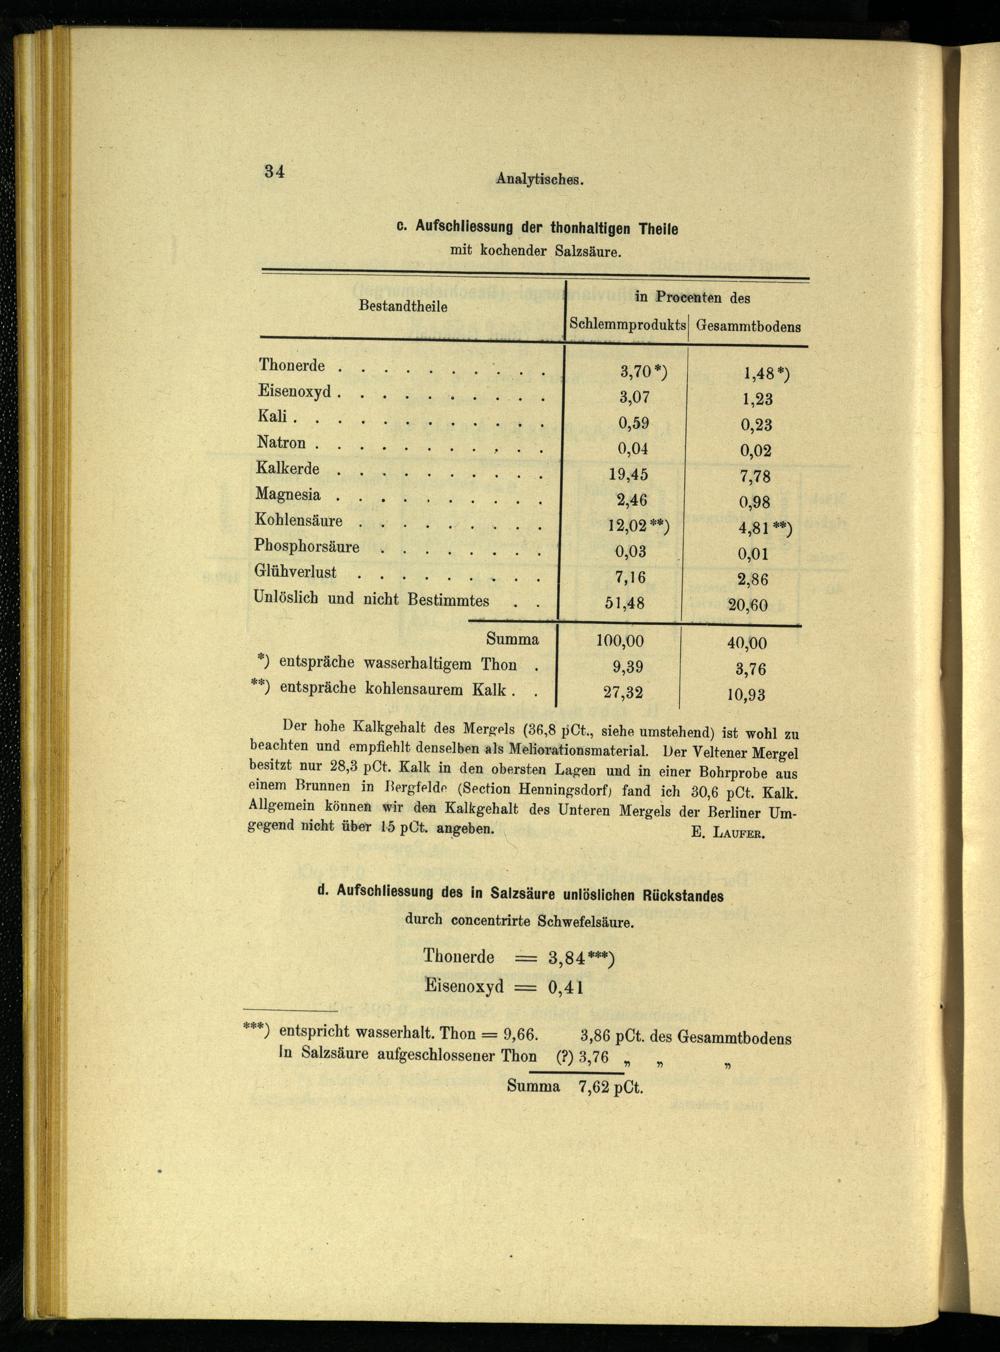 34
Analytisches.
c. Aufschliessung der thonhaltigen Theile
mit kochender Salzsäure.
Bestandtheile
in Procenten des
Schlemmprodukts Gesammtbodens
Thonerde . . . . . . . . . . 3,70 *) 1,48 *)
Eisenoxyd . . . . . . . . . . 3,07 1,23
Kali . . . . . . . . . . . . 0,59 0,23
Natron . . . . . . . . . . . 0,04 0,02
Kalkerde . . . . . . . . . . 19,45 7,78
Magnesia . . . . . . . . . . 2,46 0,98
Kohlensäure . . . . . . . . . 12,02 **) 4,81 **)
Phosphorsäure . . . . . . . . 0,03 0,01
Glühverlust . . . . . . . . . 7,16 2,86
Unlöslich und nicht Bestimmtes . . 51,48 20,60
Summa 100,00 40,00
*) entspräche wasserhaltigem Thon . 9,39 3,76
**) entspräche kohlensaurem Kalk . . 27,32 10,93
Der hohe Kalkgehalt des Mergels (36,8 pCt., siehe umstehend) ist wohl zu
beachten und empfiehlt denselben als Meliorationsmaterial. Der Veltener Mergel
besitzt nur 28,3 pCt. Kalk in den obersten Lagen und in einer Bohrprobe aus
einem Brunnen in Bergfelde (Section Henningsdorf) fand ich 30,6 pCt. Kalk.
Allgemein können wir den Kalkgehalt des Unteren Mergels der Berliner Um-
gegend nicht über 15 pCt. angeben. E. LAUFER.
d. Aufschliessung des in Salzsäure unlöslichen Rückstandes
durch concentrirte Schwefelsäure.
Thonerde = 3,84 ***)
Eisenoxyd = 0,41
***) entspricht wasserhalt. Thon = 9,66. 3,86 pCt. des Gesammtbodens
In Salzsäure aufgeschlossener Thon (?) 3,76 „ „ „
Summa 7,62 pCt.